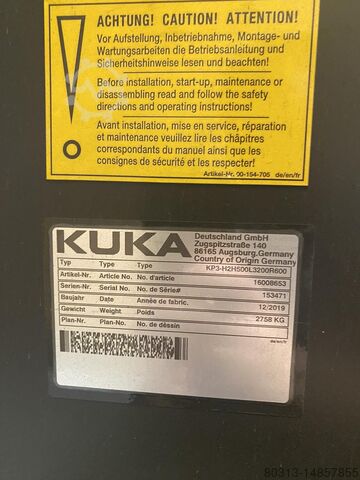 ACHTUNG! CAUTION! ATTENTION!
Vor Aufstellung, Inbetriebnahme, Montage- und
Wartungsarbeiten die Betriebsanleitung und
Sicherheitshinweise lesen und beachten!
Before installation, start-up, maintenance or
disassembling read and follow the safety
directions and operating instructions!
Avant installation, mise en service, réparation
et maintenance veuillez lire les châpitres
correspondants du manuel ainsi que les
consignes de sécurité et les respecter!
Artikel-Nr. 00-154-705 de/en/fr
KUKA
Deutschland GmbH
Zugspitzstraße 140
86165 Augsburg,Germany
Country of Origin Germany
Typ Type Type KP3-H2H500L3200R600
Artikel-Nr. Article No. No. d'article 16008653
Serien-Nr. Serial No. No. de Série# 153471
Baujahr Date Année de fabric. 12/2019
Gewicht Weight Poids 2758 KG
Plan-Nr. Plan-No. No. de déssin
de/en/fr
80313-14857855